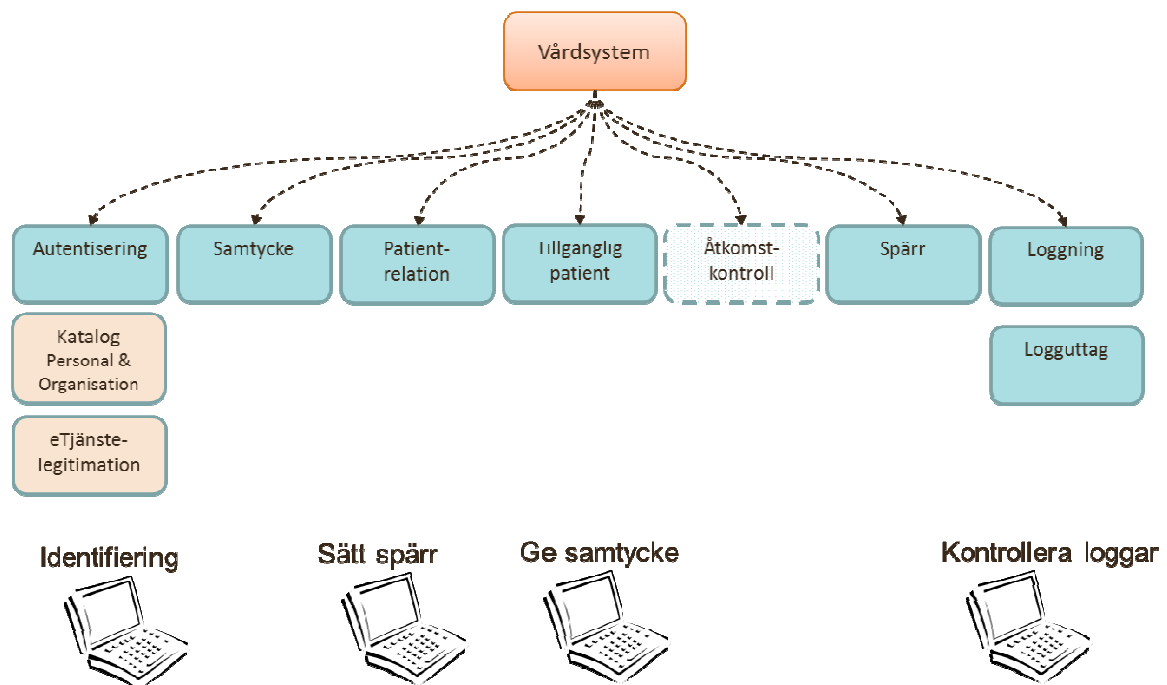 Vårdsystem
Autentisering
Samtycke
Patient-
relation
Tillgänglig
patient
Åtkomst-
kontroll
Spärr
Loggning
Katalog
Personal &
Organisation
Logguttag
eTjänste-
legitimation
Identifiering
Sätt spärr
Ge samtycke
Kontrollera loggar